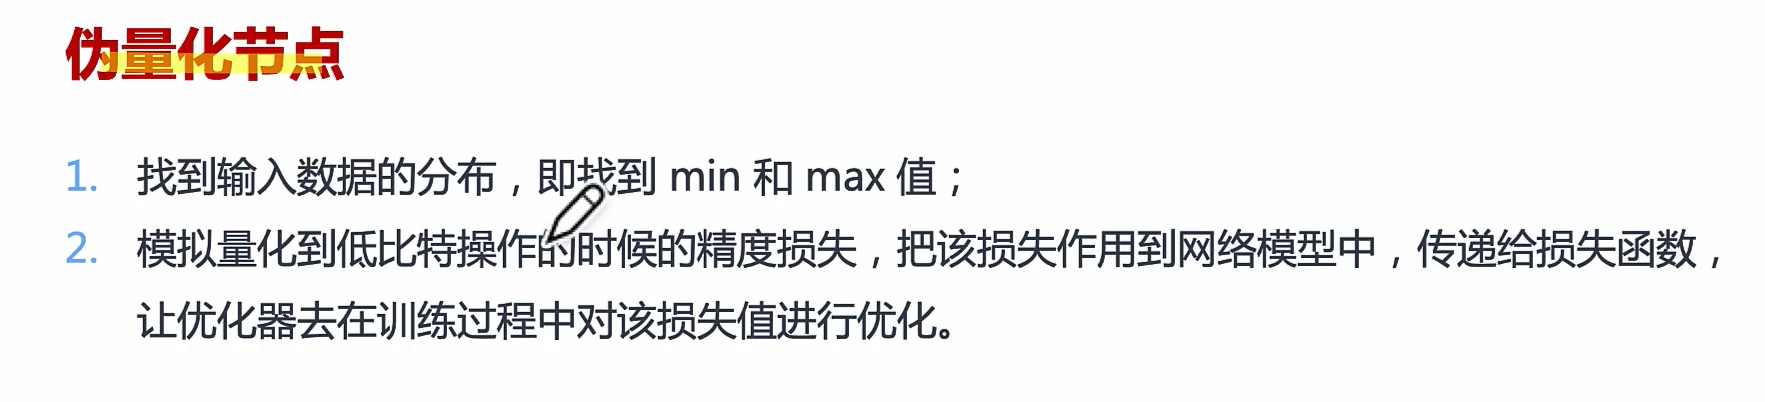 伪量化节点
1. 找到输入数据的分布，即找到 min 和 max 值；
2. 模拟量化到低比特操作的时候的精度损失，把该损失作用到网络模型中，传递给损失函数，
让优化器去在训练过程中对该损失值进行优化。